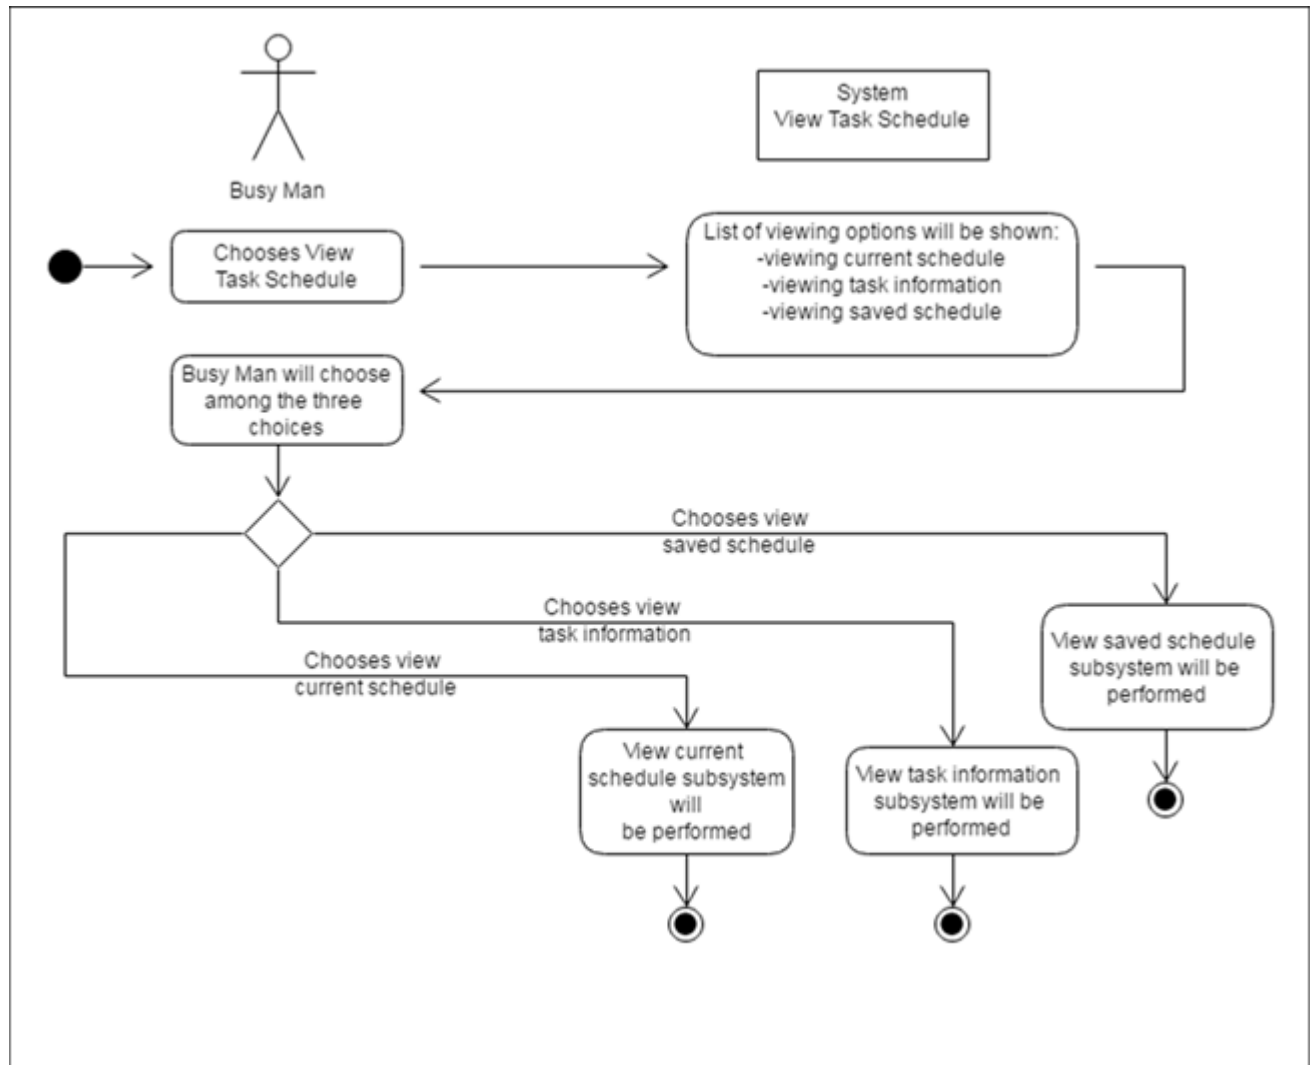 System
View Task Schedule
Busy Man
Chooses View
Task Schedule
List of viewing options will be shown:
-viewing current schedule
-viewing task information
-viewing saved schedule
Busy Man will choose
among the three
choices
Chooses view
saved schedule
Chooses view
task information
Chooses view
current schedule
View saved schedule
subsystem will be
performed
View current
schedule subsystem
will
be performed
View task information
subsystem will be
performed